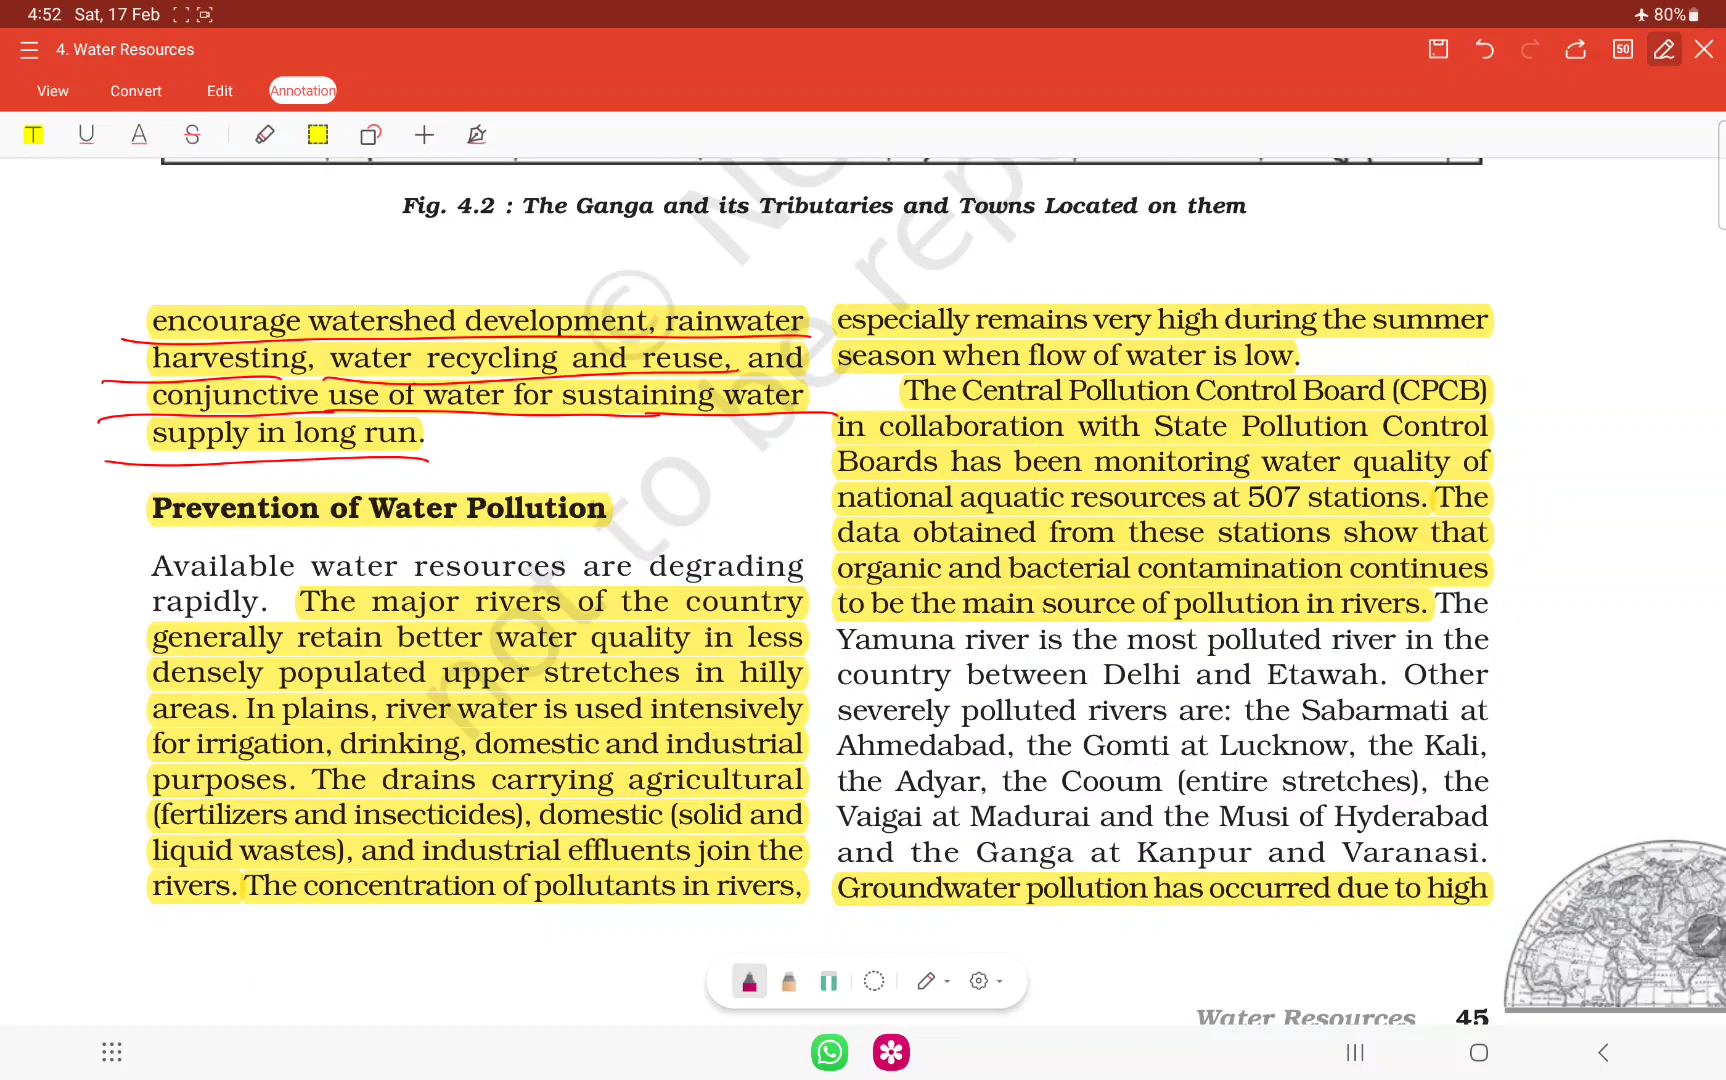 4:52 Sat, 17 Feb
80%
4. Water Resources
50
View Convert Edit Annotation
Fig. 4.2 : The Ganga and its Tributaries and Towns Located on them
encourage watershed development, rainwater
harvesting, water recycling and reuse, and
conjunctive use of water for sustaining water
supply in long run.
Prevention of Water Pollution
Available water resources are degrading
rapidly. The major rivers of the country
generally retain better water quality in less
densely populated upper stretches in hilly
areas. In plains, river water is used intensively
for irrigation, drinking, domestic and industrial
purposes. The drains carrying agricultural
(fertilizers and insecticides), domestic (solid and
liquid wastes), and industrial effluents join the
rivers. The concentration of pollutants in rivers,
especially remains very high during the summer
season when flow of water is low.
The Central Pollution Control Board (CPCB)
in collaboration with State Pollution Control
Boards has been monitoring water quality of
national aquatic resources at 507 stations. The
data obtained from these stations show that
organic and bacterial contamination continues
to be the main source of pollution in rivers. The
Yamuna river is the most polluted river in the
country between Delhi and Etawah. Other
severely polluted rivers are: the Sabarmati at
Ahmedabad, the Gomti at Lucknow, the Kali,
the Adyar, the Cooum (entire stretches), the
Vaigai at Madurai and the Musi of Hyderabad
and the Ganga at Kanpur and Varanasi.
Groundwater pollution has occurred due to high
not to be rep
Water Resources 45